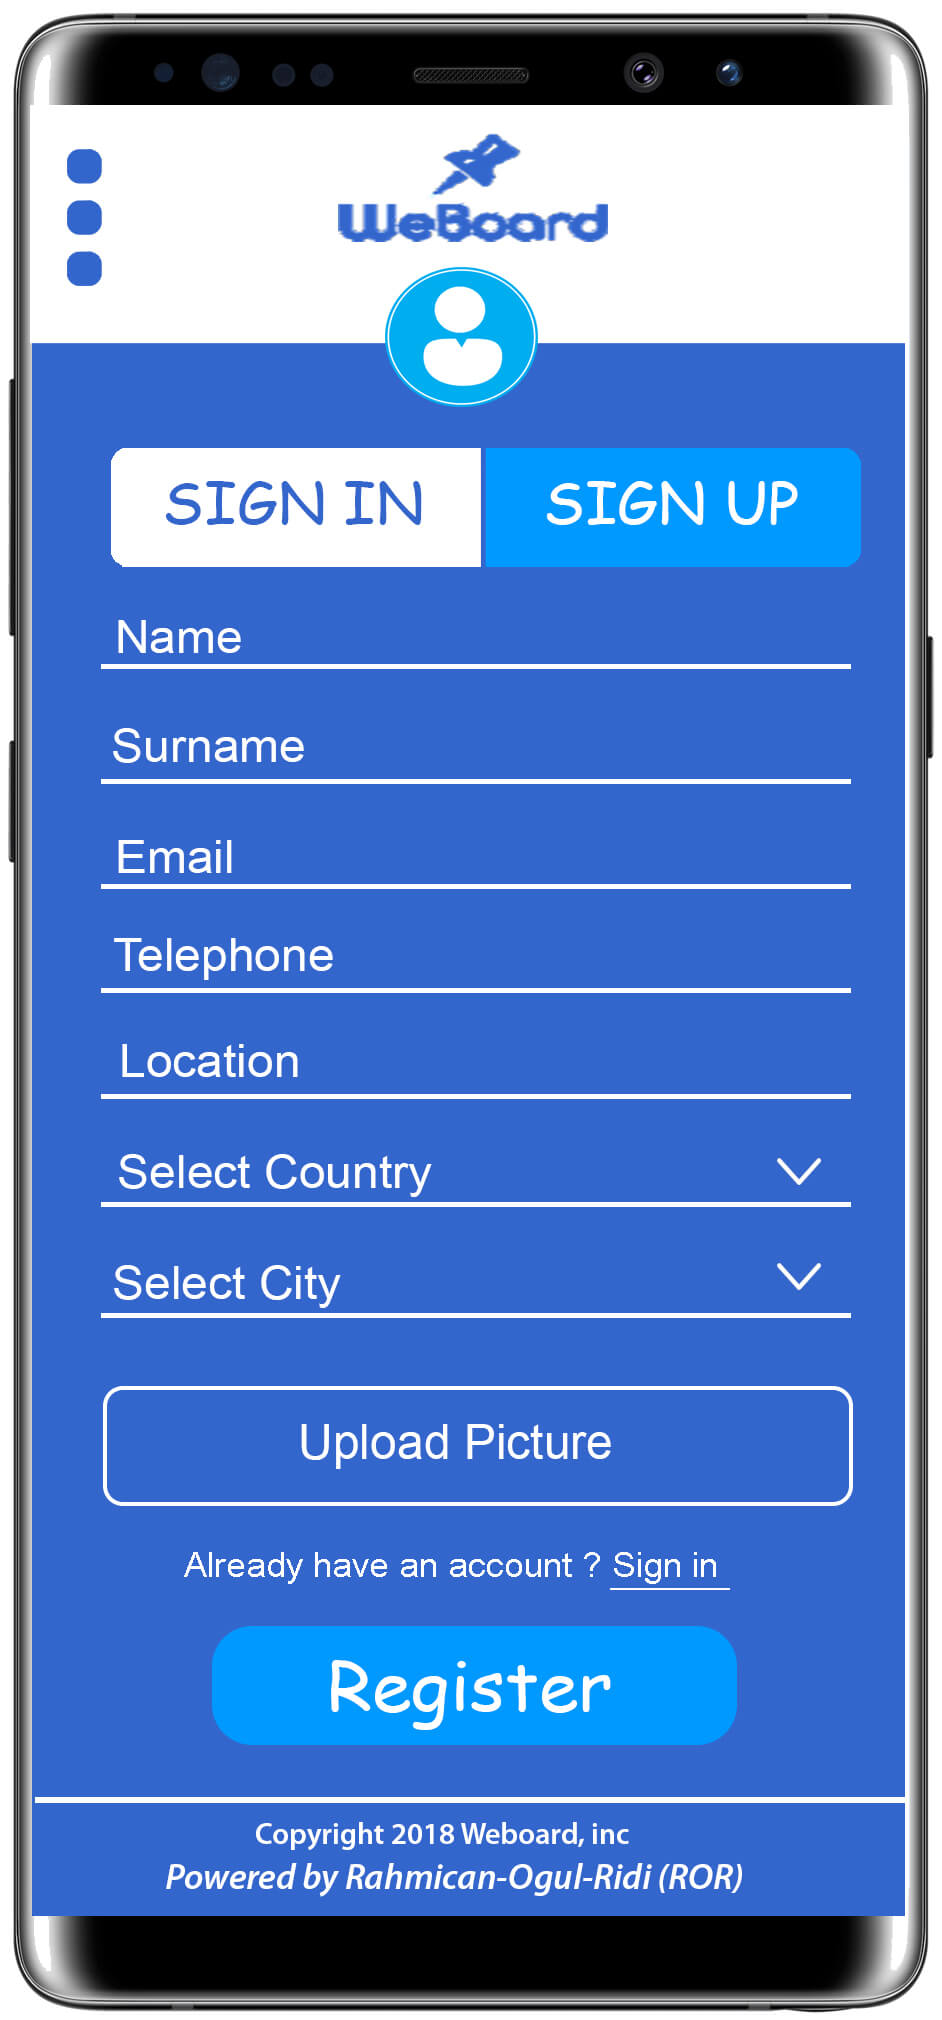 WeBoard
SIGN IN
SIGN UP
Name
Surname
Email
Telephone
Location
Select Country
Select City
Upload Picture
Already have an account ? Sign in
Register
Copyright 2018 Weboard, inc
Powered by Rahmican-Ogul-Ridi (ROR)